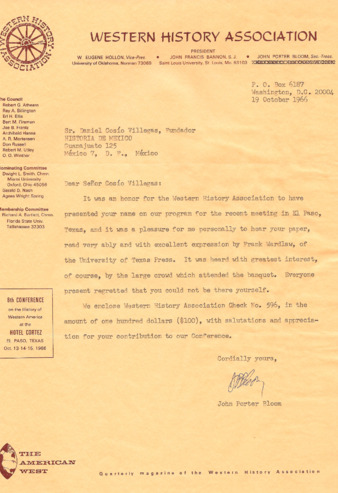 WESTERN HISTORY ASSOCIATION
WESTERN HISTORY ASSOCIATION
PRESIDENT
W. EUGENE HOLLON, Vice-Pres. • JOHN FRANCIS BANNON, S.J. • JOHN PORTER BLOOM, Sec.-Treas.
University of Oklahoma, Norman 73069 Saint Louis University, St. Louis, Mo. 63103
P. O. Box 6187
Washington, D.C. 20004
19 October 1966
The Council
Robert G. Athearn
Ray A. Billington
Joe B. Frantz
A. R. Mortensen
Don Russell
Robert M. Utley
Nominating Committee
Dwight L. Smith, Chmn
Miami University
Oxford, Ohio 45056
Gerald D. Nash
Agnes Wright Spring
Membership Committee
Florida State Univ.
Tallahassee 32303
Sr. Daniel Cosío Villegas, Fundador
HISTORIA DE MEXICO
Guanajuato 125
México 7, D. F., México
Dear Señor Cosío Villegas:
It was an honor for the Western History Association to have
presented your name on our program for the recent meeting in El Paso,
Texas, and it was a pleasure for me personally to hear your paper,
read very ably and with excellent expression by Frank Wardlaw, of
the University of Texas Press. It was heard with greatest interest,
of course, by the large crowd which attended the banquet. Everyone
present regretted that you could not be there yourself.
We enclose Western History Association Check No. 596, in the
amount of one hundred dollars ($100), with salutations and apprecia-
tion for your contribution to our Conference.
Cordially yours,
John Porter Bloom
6th CONFERENCE
on the History of
Western America
at the
HOTEL CORTEZ
EL PASO, TEXAS
Oct. 13-14-15, 1966
THE
AMERICAN
WEST
Quarterly magazine of the Western History Association